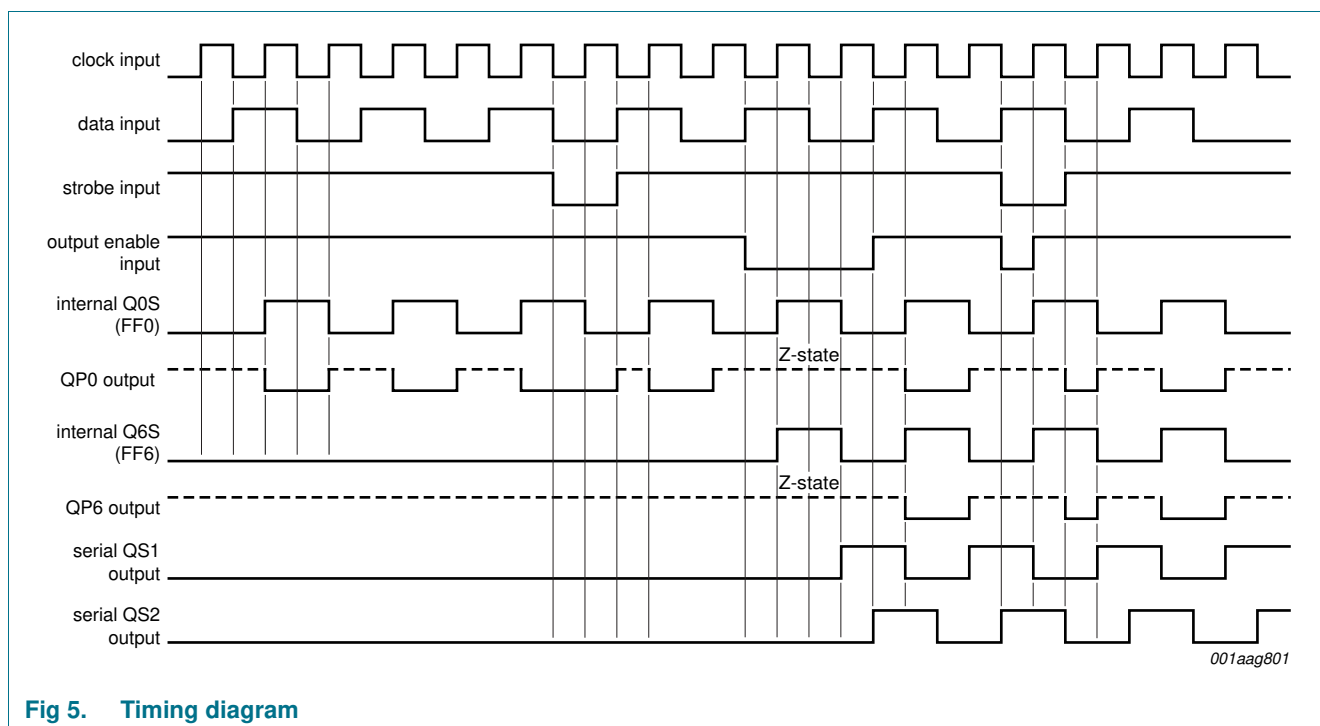 clock input
data input
strobe input
output enable
input
internal Q0S
(FF0)
Z-state
QP0 output
internal Q6S
(FF6)
Z-state
QP6 output
serial QS1
output
serial QS2
output
001aag801
Fig 5. Timing diagram